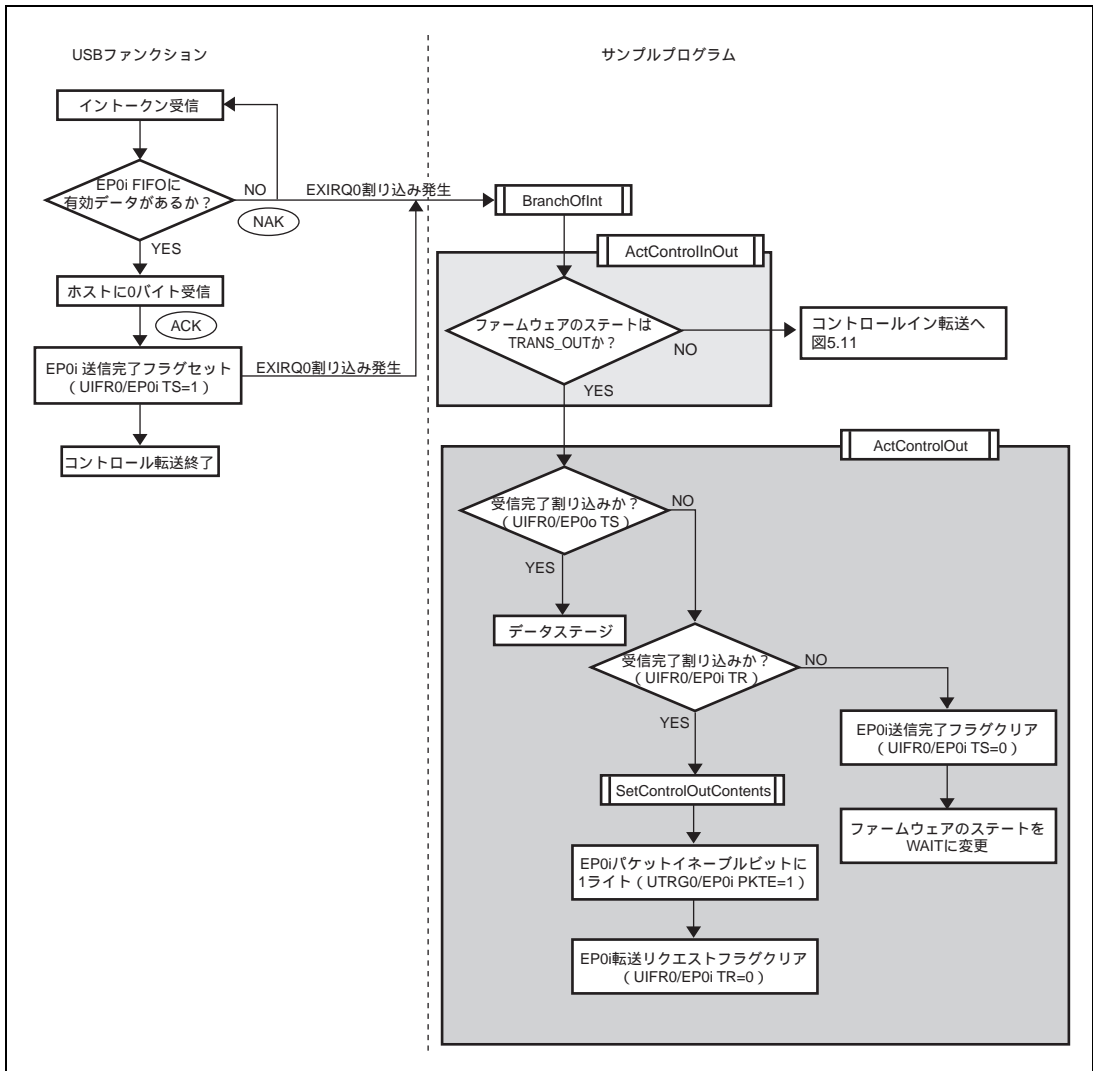 USBファンクション
サンプルプログラム
イントークン受信
EP0i FIFOに
有効データがあるか？
NO
NAK
EXIRQ0割り込み発生
YES
ホストに0バイト受信
ACK
EP0i 送信完了フラグセット
（UIFR0/EP0i TS=1）
EXIRQ0割り込み発生
コントロール転送終了
BranchOfInt
ActControlInOut
ファームウェアのステートは
TRANS_OUTか？
NO
コントロールイン転送へ
図5.11
YES
ActControlOut
受信完了割り込みか？
（UIFR0/EP0o TS）
NO
YES
データステージ
受信完了割り込みか？
（UIFR0/EP0i TR）
NO
YES
EP0i送信完了フラグクリア
（UIFR0/EP0i TS=0）
SetControlOutContents
ファームウェアのステートを
WAITに変更
EP0iパケットイネーブルビットに
1ライト（UTRG0/EP0i PKTE=1）
EP0i転送リクエストフラグクリア
（UIFR0/EP0i TR=0）